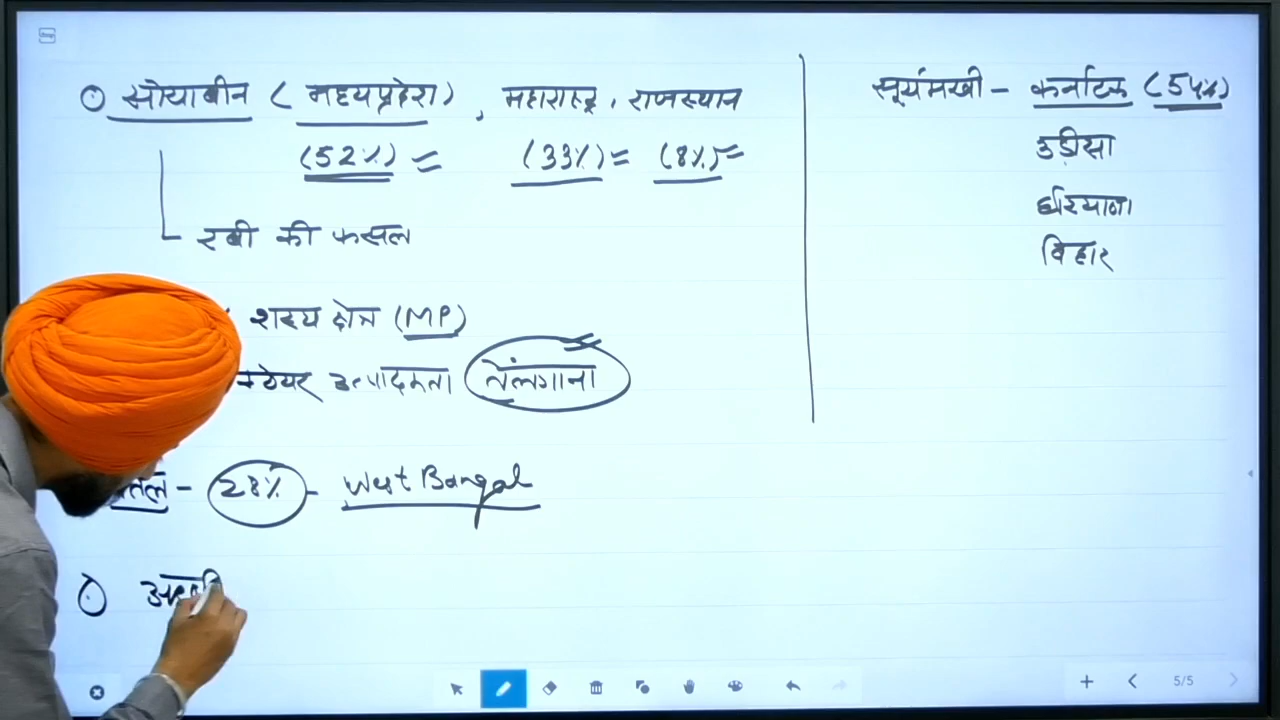 सोयाबीन ( मध्यप्रदेश) , महाराष्ट्र , राजस्थान
(52%) = (33%) = (8%) =
रबी की फसल
शस्य क्षेत्र (MP)
क्टेयर उत्पादकता तेलंगाना
तिल - 28% - West Bangal
सूर्यमुखी - कर्नाटक (54%)
उड़ीसा
हरियाणा
बिहार
5/5